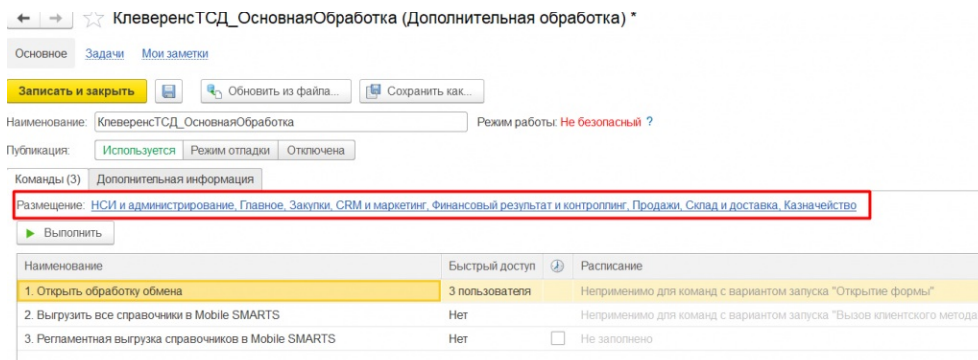 КлеверенсТСД_ОсновнаяОбработка (Дополнительная обработка) *
Основное Задачи Мои заметки
Записать и закрыть Обновить из файла... Сохранить как...
Наименование: КлеверенсТСД_ОсновнаяОбработка Режим работы: Не безопасный ?
Публикация: Используется Режим отладки Отключена
Команды (3) Дополнительная информация
Размещение: НСИ и администрирование, Главное, Закупки, CRM и маркетинг, Финансовый результат и контроллинг, Продажи, Склад и доставка, Казначейство
Выполнить
Наименование Быстрый доступ Расписание
1. Открыть обработку обмена 3 пользователя Неприменимо для команд с вариантом запуска "Открытие формы"
2. Выгрузить все справочники в Mobile SMARTS Нет Неприменимо для команд с вариантом запуска "Вызов клиентского метода
3. Регламентная выгрузка справочников в Mobile SMARTS Нет Не заполнено